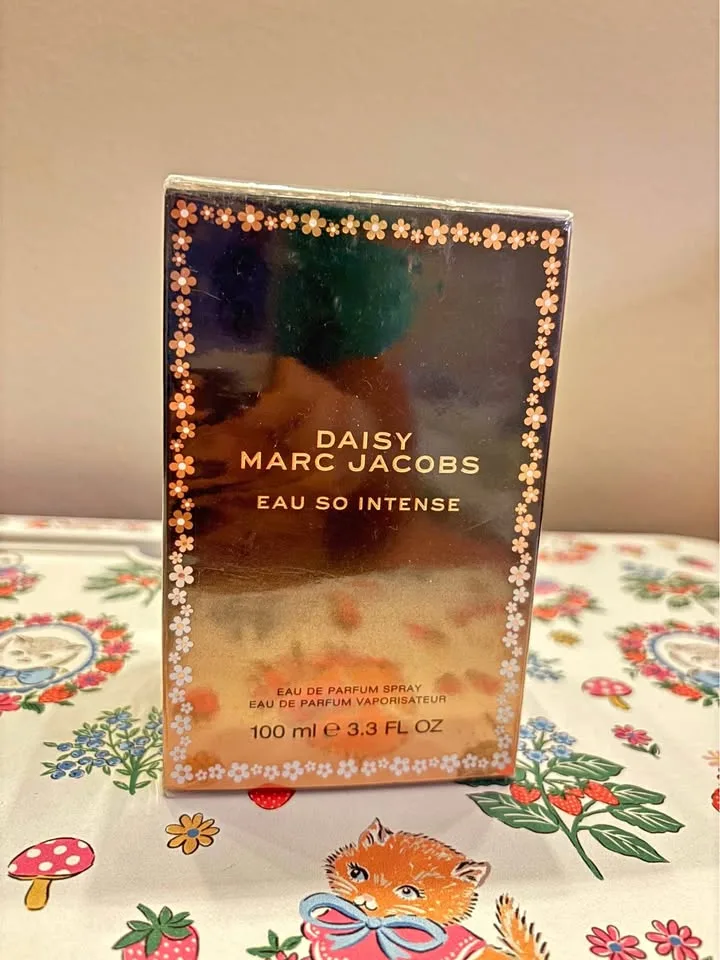 DAISY
MARC JACOBS
EAU SO INTENSE
EAU DE PARFUM SPRAY
EAU DE PARFUM VAPORISATEUR
100 ml ℮ 3.3 FL OZ